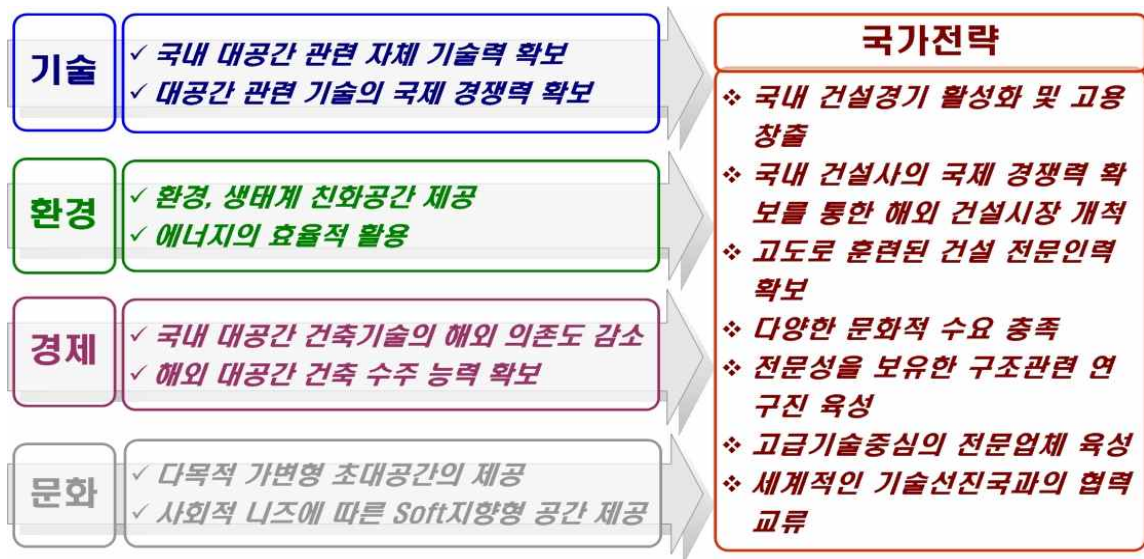 기술
✓ 국내 대공간 관련 자체 기술력 확보
✓ 대공간 관련 기술의 국제 경쟁력 확보
환경
✓ 환경, 생태계 친화공간 제공
✓ 에너지의 효율적 활용
경제
✓ 국내 대공간 건축기술의 해외 의존도 감소
✓ 해외 대공간 건축 수주 능력 확보
문화
✓ 다목적 가변형 초대공간의 제공
✓ 사회적 니즈에 따른 Soft지향형 공간 제공
국가전략
❖ 국내 건설경기 활성화 및 고용
창출
❖ 국내 건설사의 국제 경쟁력 확
보를 통한 해외 건설시장 개척
❖ 고도로 훈련된 건설 전문인력
확보
❖ 다양한 문화적 수요 충족
❖ 전문성을 보유한 구조관련 연
구진 육성
❖ 고급기술중심의 전문업체 육성
❖ 세계적인 기술선진국과의 협력
교류